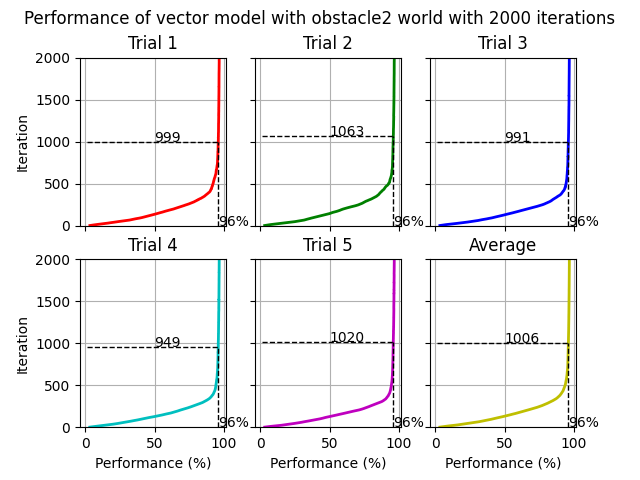 Performance of vector model with obstacle2 world with 2000 iterations
Trial 1
Trial 2
Trial 3
2000
1500
1000
500
0
Iteration
999
96%
1063
96%
991
96%
Trial 4
Trial 5
Average
2000
1500
1000
500
0
Iteration
949
96%
1020
96%
1006
96%
0 50 100
0 50 100
0 50 100
Performance (%)
Performance (%)
Performance (%)